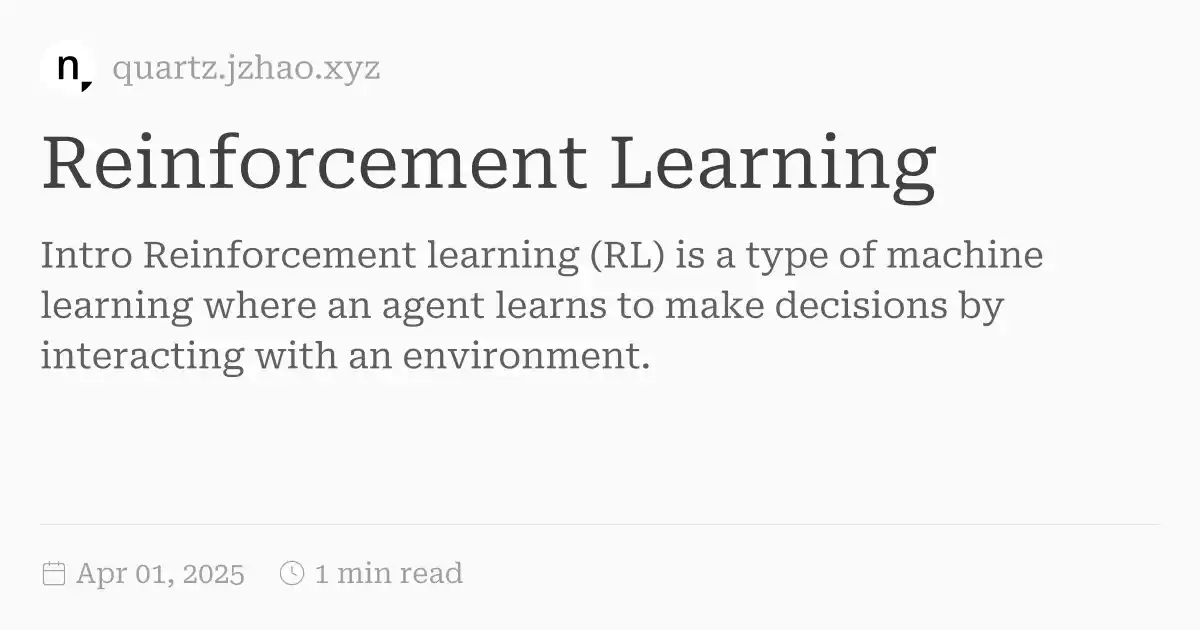 n
quartz.jzhao.xyz
Reinforcement Learning
Intro Reinforcement learning (RL) is a type of machine
learning where an agent learns to make decisions by
interacting with an environment.
Apr 01, 2025 1 min read